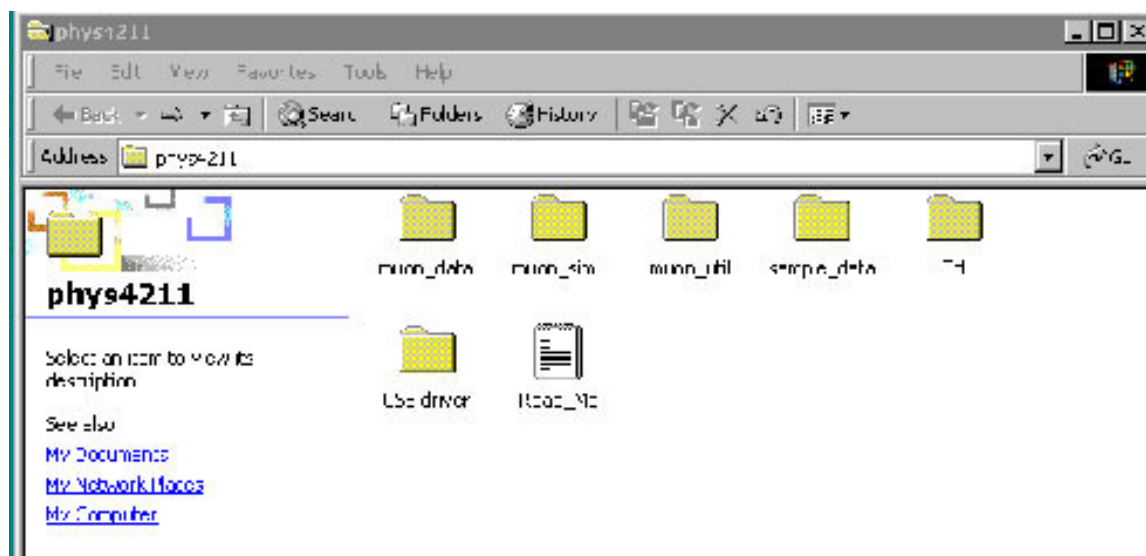 phys4211
File Edit View Favorites Tools Help
Back Search Folders History
Address phys4211
phys4211
Select an item to view its
description
See also
My Documents
My Network Places
My Computer
muon_data muon_sim muon_util sample_data
USB driver Read_Me